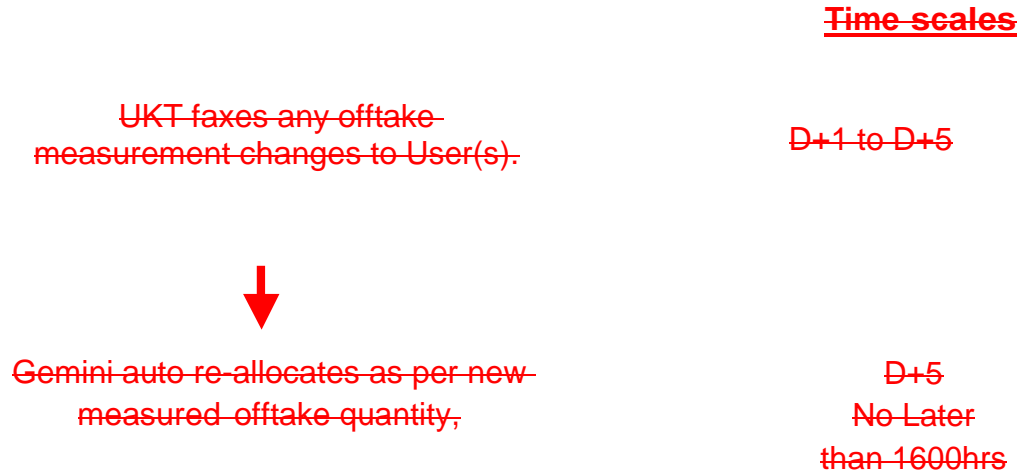 Time scales
UKT faxes any offtake
measurement changes to User(s).
D+1 to D+5
Gemini auto re-allocates as per new
measured offtake quantity,
D+5
No Later
than 1600hrs